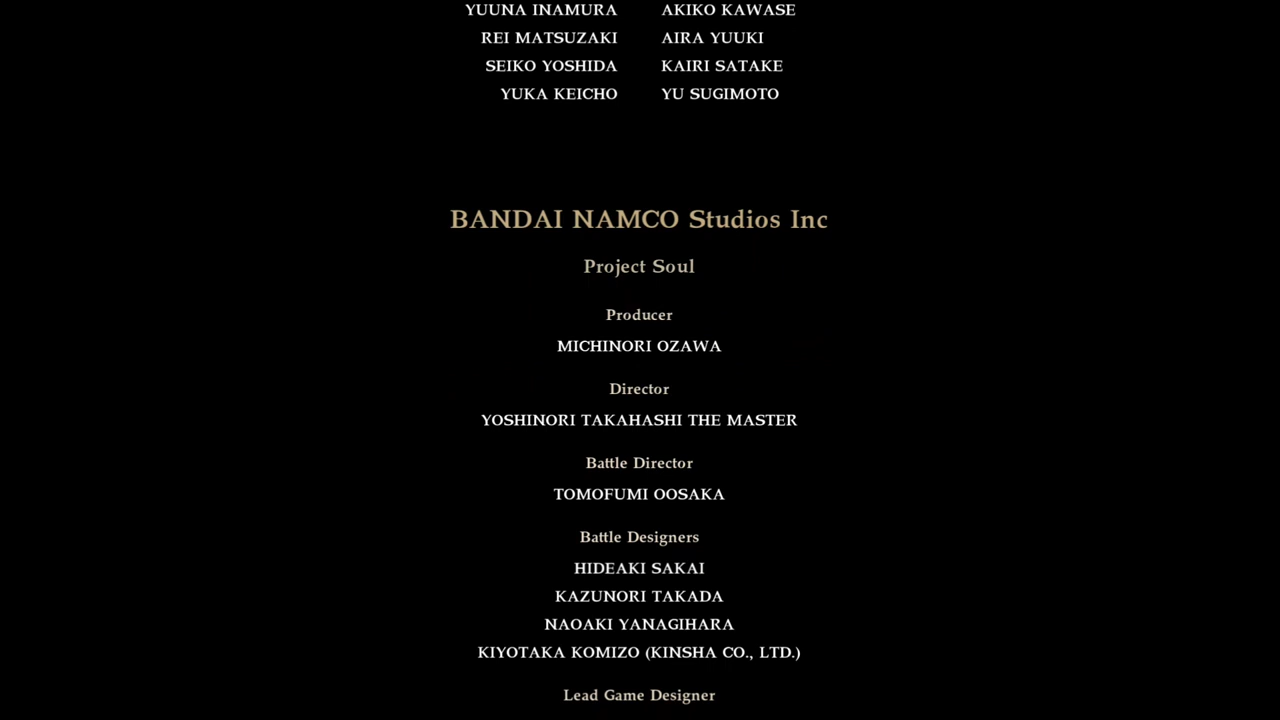 YUUNA INAMURA AKIKO KAWASE
REI MATSUZAKI AIRA YUUKI
SEIKO YOSHIDA KAIRI SATAKE
YUKA KEICHO YU SUGIMOTO
BANDAI NAMCO Studios Inc
Project Soul
Producer
MICHINORI OZAWA
Director
YOSHINORI TAKAHASHI THE MASTER
Battle Director
TOMOFUMI OOSAKA
Battle Designers
HIDEAKI SAKAI
KAZUNORI TAKADA
NAOAKI YANAGIHARA
KIYOTAKA KOMIZO (KINSHA CO., LTD.)
Lead Game Designer